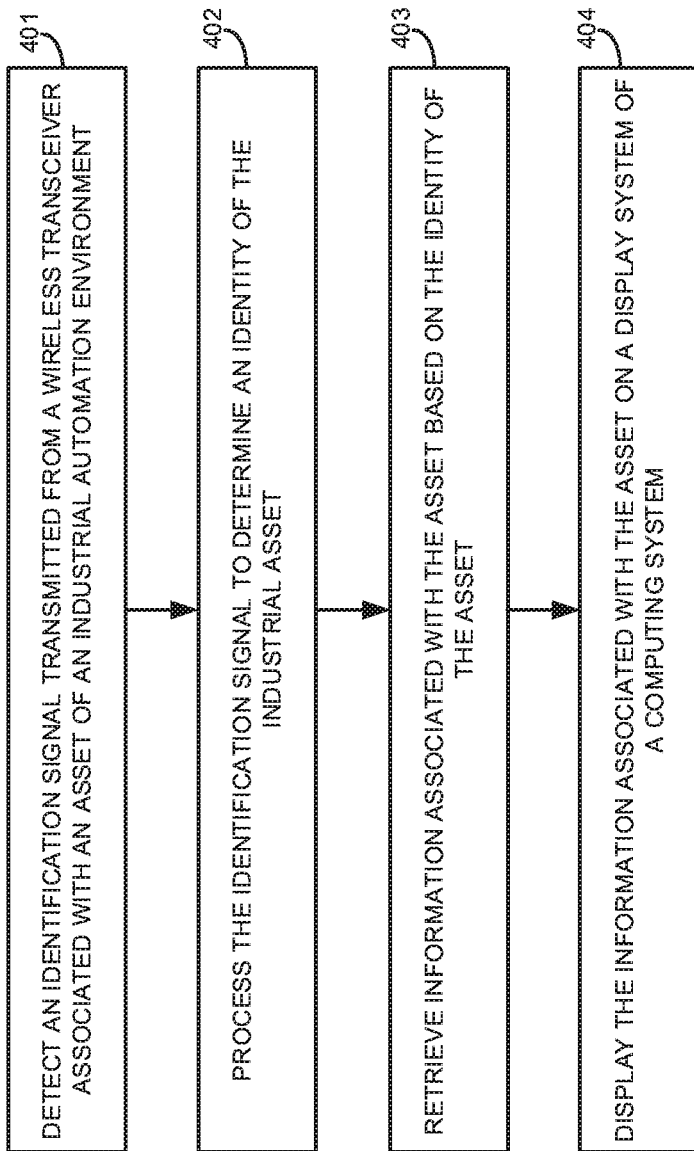 401
DETECT AN IDENTIFICATION SIGNAL TRANSMITTED FROM A WIRELESS TRANSCEIVER
ASSOCIATED WITH AN ASSET OF AN INDUSTRIAL AUTOMATION ENVIRONMENT
402
PROCESS THE IDENTIFICATION SIGNAL TO DETERMINE AN IDENTITY OF THE
INDUSTRIAL ASSET
403
RETRIEVE INFORMATION ASSOCIATED WITH THE ASSET BASED ON THE IDENTITY OF
THE ASSET
404
DISPLAY THE INFORMATION ASSOCIATED WITH THE ASSET ON A DISPLAY SYSTEM OF
A COMPUTING SYSTEM